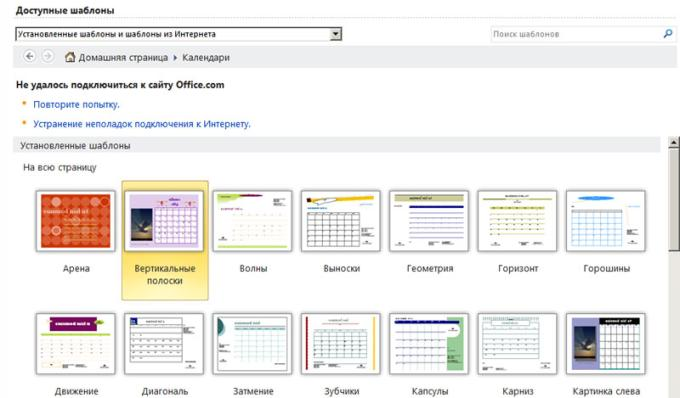 Доступные шаблоны
Установленные шаблоны и шаблоны из Интернета
Поиск шаблонов
Домашняя страница
Календари
Не удалось подключиться к сайту Office.com
Повторите попытку.
Устранение неполадок подключения к Интернету.
Установленные шаблоны
На всю страницу
Арена
Вертикальные
полоски
Волны
Выноски
Геометрия
Горизонт
Горошины
Движение
Диагональ
Затмение
Зубчики
Капсулы
Карниз
Картинка слева